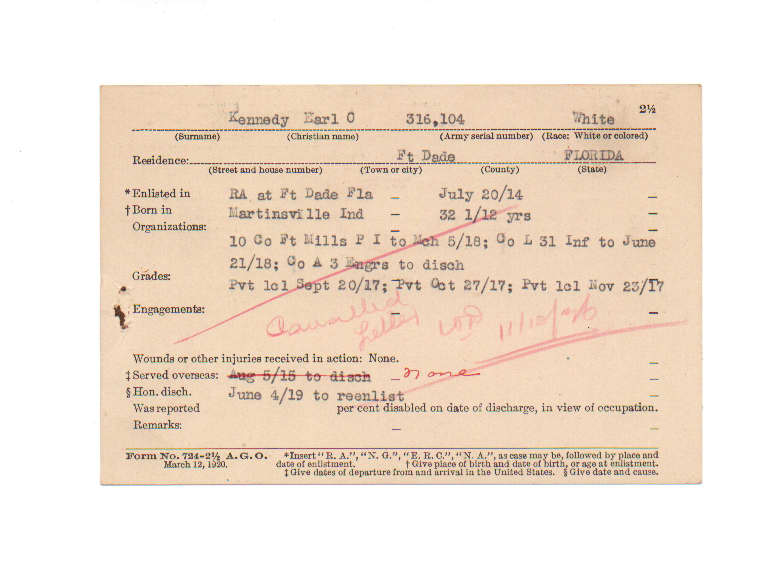 2½
Kennedy Earl C 316,104 White
(Surname) (Christian name) (Army serial number) (Race: White or colored)
Residence: Ft Dade FLORIDA
(Street and house number) (Town or city) (County) (State)
*Enlisted in RA at Ft Dade Fla – July 20/14 –
†Born in Martinsville Ind – 32 1/12 yrs –
Organizations:
10 Co Ft Mills P I to Mch 5/18; Co L 31 Inf to June
21/18; Co A 3 Engrs to disch
Grades:
Pvt 1cl Sept 20/17; Pvt Oct 27/17; Pvt 1cl Nov 23/17
Engagements: – –
Cancelled
Letter
Wounds or other injuries received in action: None. –
‡Served overseas: Aug 5/15 to disch – none –
§Hon. disch. June 4/19 to reenlist –
Was reported per cent disabled on date of discharge, in view of occupation.
Remarks: – –
Form No. 724-2½ A. G. O. *Insert "R. A.", "N. G.", "E. R. C.", "N. A.", as case may be, followed by place and
March 12, 1920. date of enlistment. †Give place of birth and date of birth, or age at enlistment.
‡Give dates of departure from and arrival in the United States. §Give date and cause.